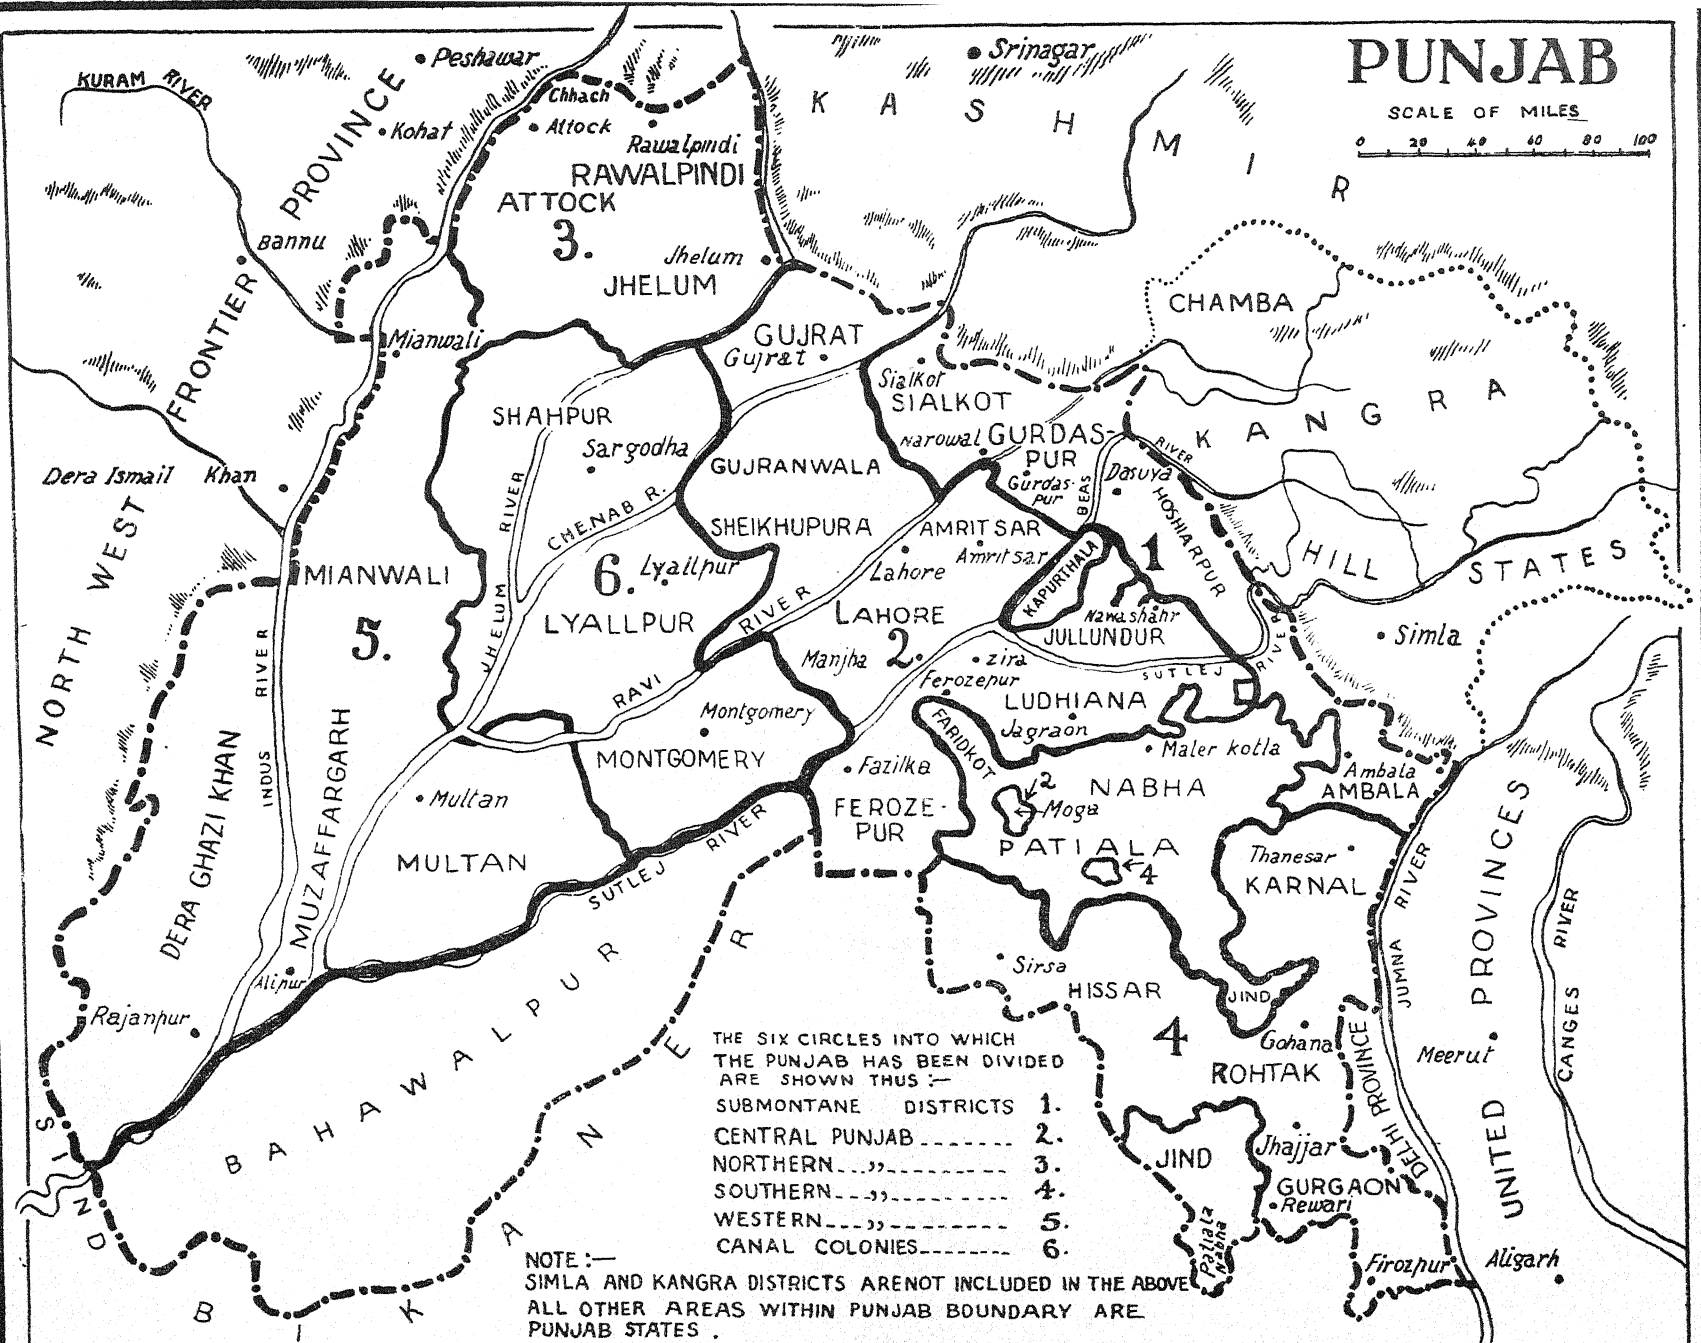 PUNJAB
SCALE OF MILES
0 20 40 60 80 100
Peshawar
KURAM RIVER
Chhach
Kohat
Attock
Srinagar
KASHMIR
Rawalpindi
RAWALPINDI
ATTOCK
3.
NORTH WEST FRONTIER PROVINCE
Bannu
Jhelum
JHELUM
CHAMBA
Mianwali
GUJRAT
Gujrat
Sialkot
SIALKOT
KANGRA
SHAHPUR
Sargodha
Narowal
GURDAS-
PUR
Gurdas-
pur
RIVER
BEAS
Dasuya
HOSHIARPUR
GUJRANWALA
Dera Ismail Khan
RIVER
CHENAB R.
SHEIKHUPURA
AMRITSAR
Amritsar
1
HILL STATES
MIANWALI
6.
Lyallpur
Lahore
KAPURTHALA
Nawashahr
JULLUNDUR
LYALLPUR
JHELUM
RIVER
LAHORE
2.
5.
Simla
Manjha
Zira
SUTLEJ RIVER
RAVI
Ferozepur
LUDHIANA
Jagraon
INDUS RIVER
Montgomery
MONTGOMERY
FARIDKOT
Maler kotla
Fazilka
NABHA
Ambala
AMBALA
DERA GHAZI KHAN
MUZAFFARGARH
Multan
MULTAN
FEROZE-
PUR
2
Moga
PATIALA
4
Thanesar
KARNAL
SUTLEJ RIVER
JUMNA RIVER
UNITED PROVINCES
GANGES RIVER
Alipur
Rajanpur
Sirsa
HISSAR
JIND
4
Gohana
ROHTAK
Meerut
DELHI PROVINCE
BAHAWALPUR
SIND
BIKANER
JIND
Jhajjar
GURGAON
Rewari
Patiala
Nabha
Firozpur
Aligarh
THE SIX CIRCLES INTO WHICH
THE PUNJAB HAS BEEN DIVIDED
ARE SHOWN THUS :—
SUBMONTANE DISTRICTS 1.
CENTRAL PUNJAB-------- 2.
NORTHERN--- „ ---------- 3.
SOUTHERN--- „ ---------- 4.
WESTERN--- „ ---------- 5.
CANAL COLONIES-------- 6.
NOTE :—
SIMLA AND KANGRA DISTRICTS ARENOT INCLUDED IN THE ABOVE
ALL OTHER AREAS WITHIN PUNJAB BOUNDARY ARE
PUNJAB STATES .